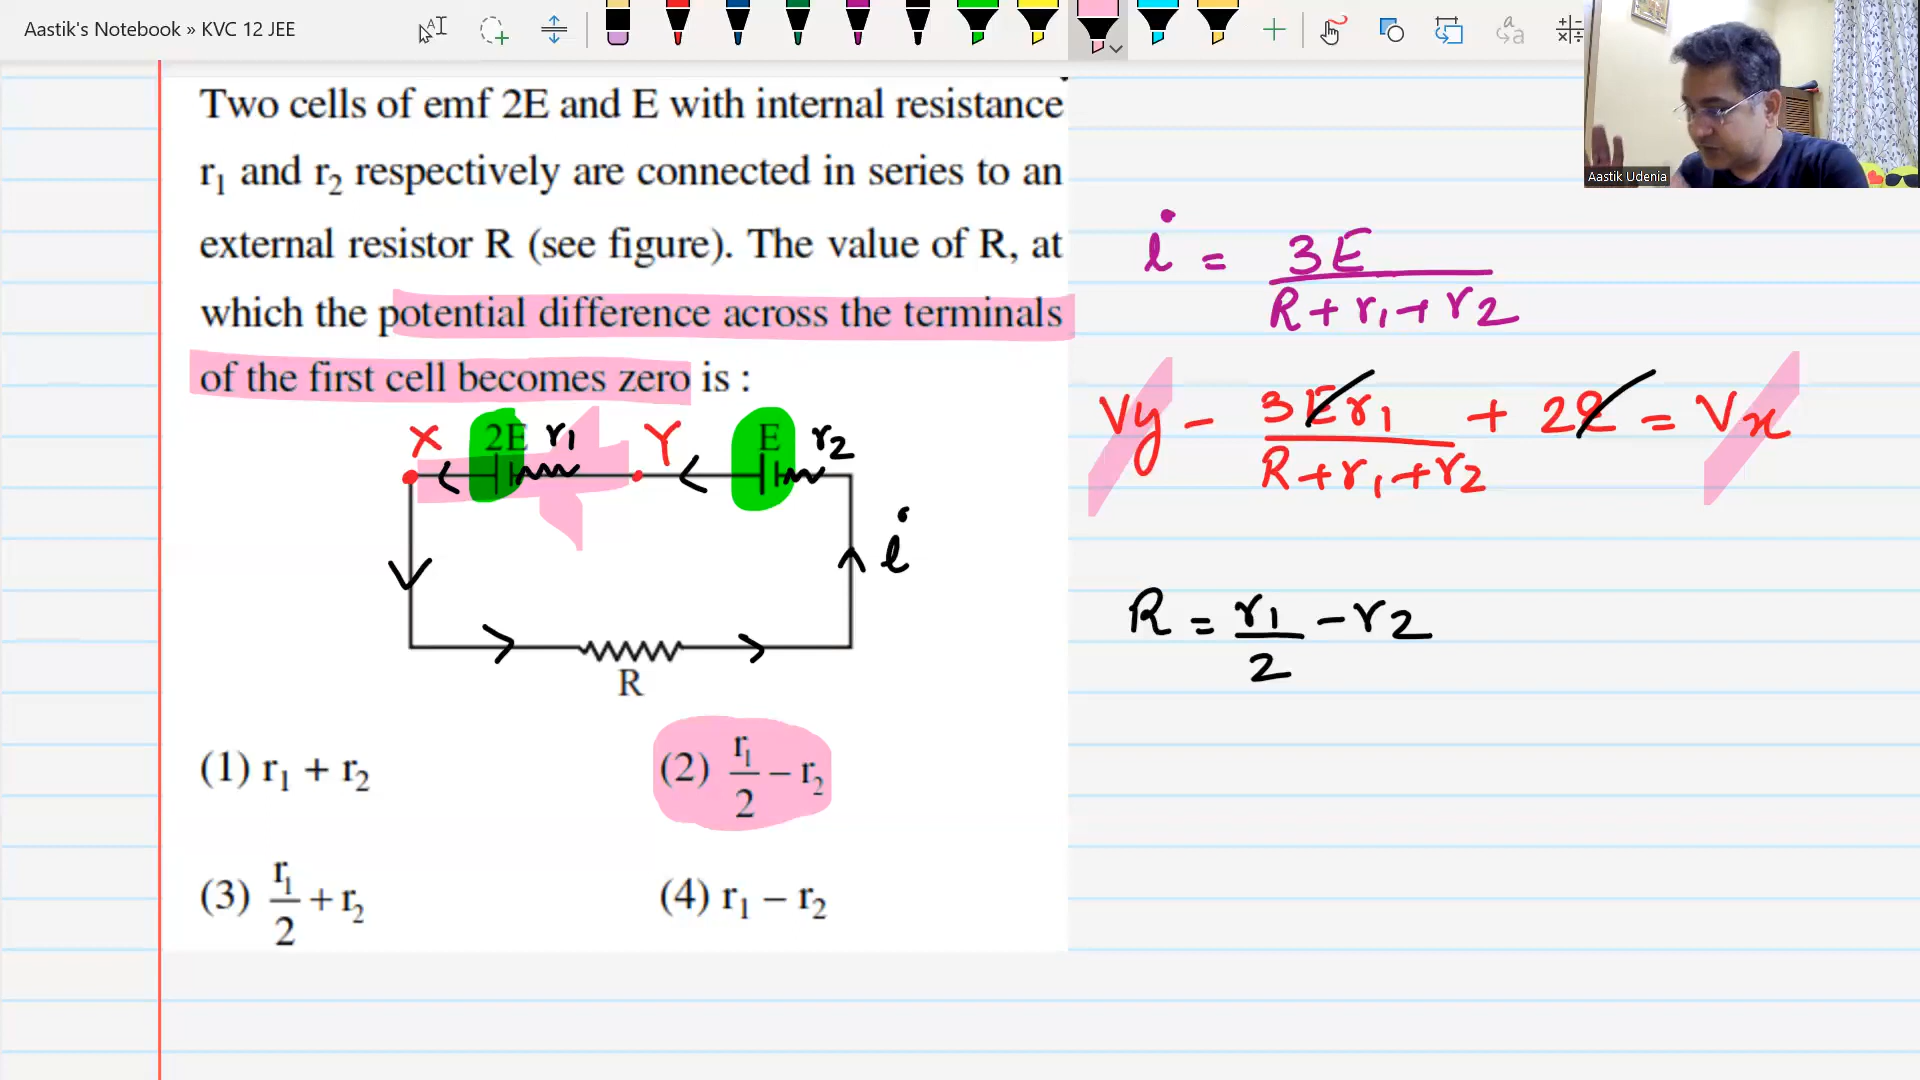 Aastik's Notebook » KVC 12 JEE
Aastik Udenia
Two cells of emf 2E and E with internal resistance
r₁ and r₂ respectively are connected in series to an
external resistor R (see figure). The value of R, at
which the potential difference across the terminals
of the first cell becomes zero is :
X 2E r₁ Y E r₂
i
R
(1) r₁ + r₂
(2) r₁/2 – r₂
(3) r₁/2 + r₂
(4) r₁ – r₂
i = 3E/(R + r₁ + r₂)
Vy – 3Er₁/(R + r₁ + r₂) + 2E = Vx
R = r₁/2 – r₂